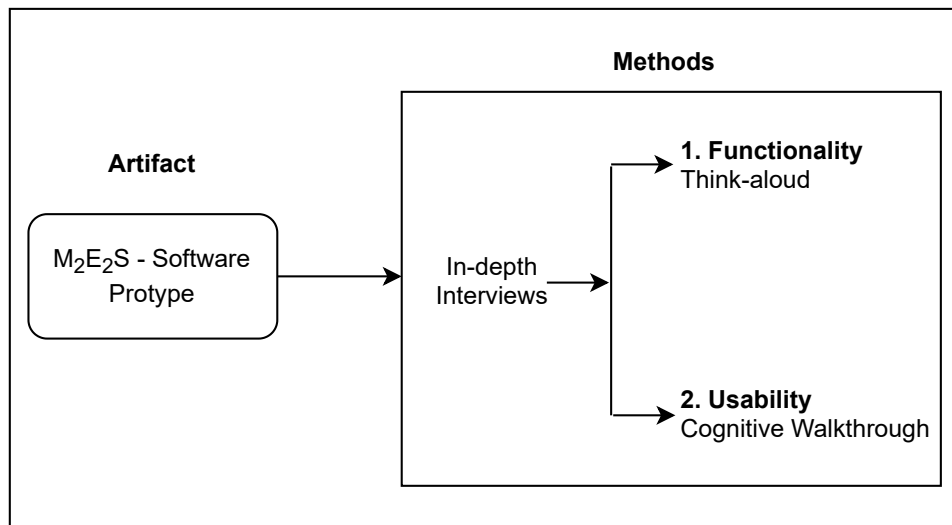 Methods
Artifact
M₂E₂S - Software
Protype
In-depth
Interviews
1. Functionality
Think-aloud
2. Usability
Cognitive Walkthrough